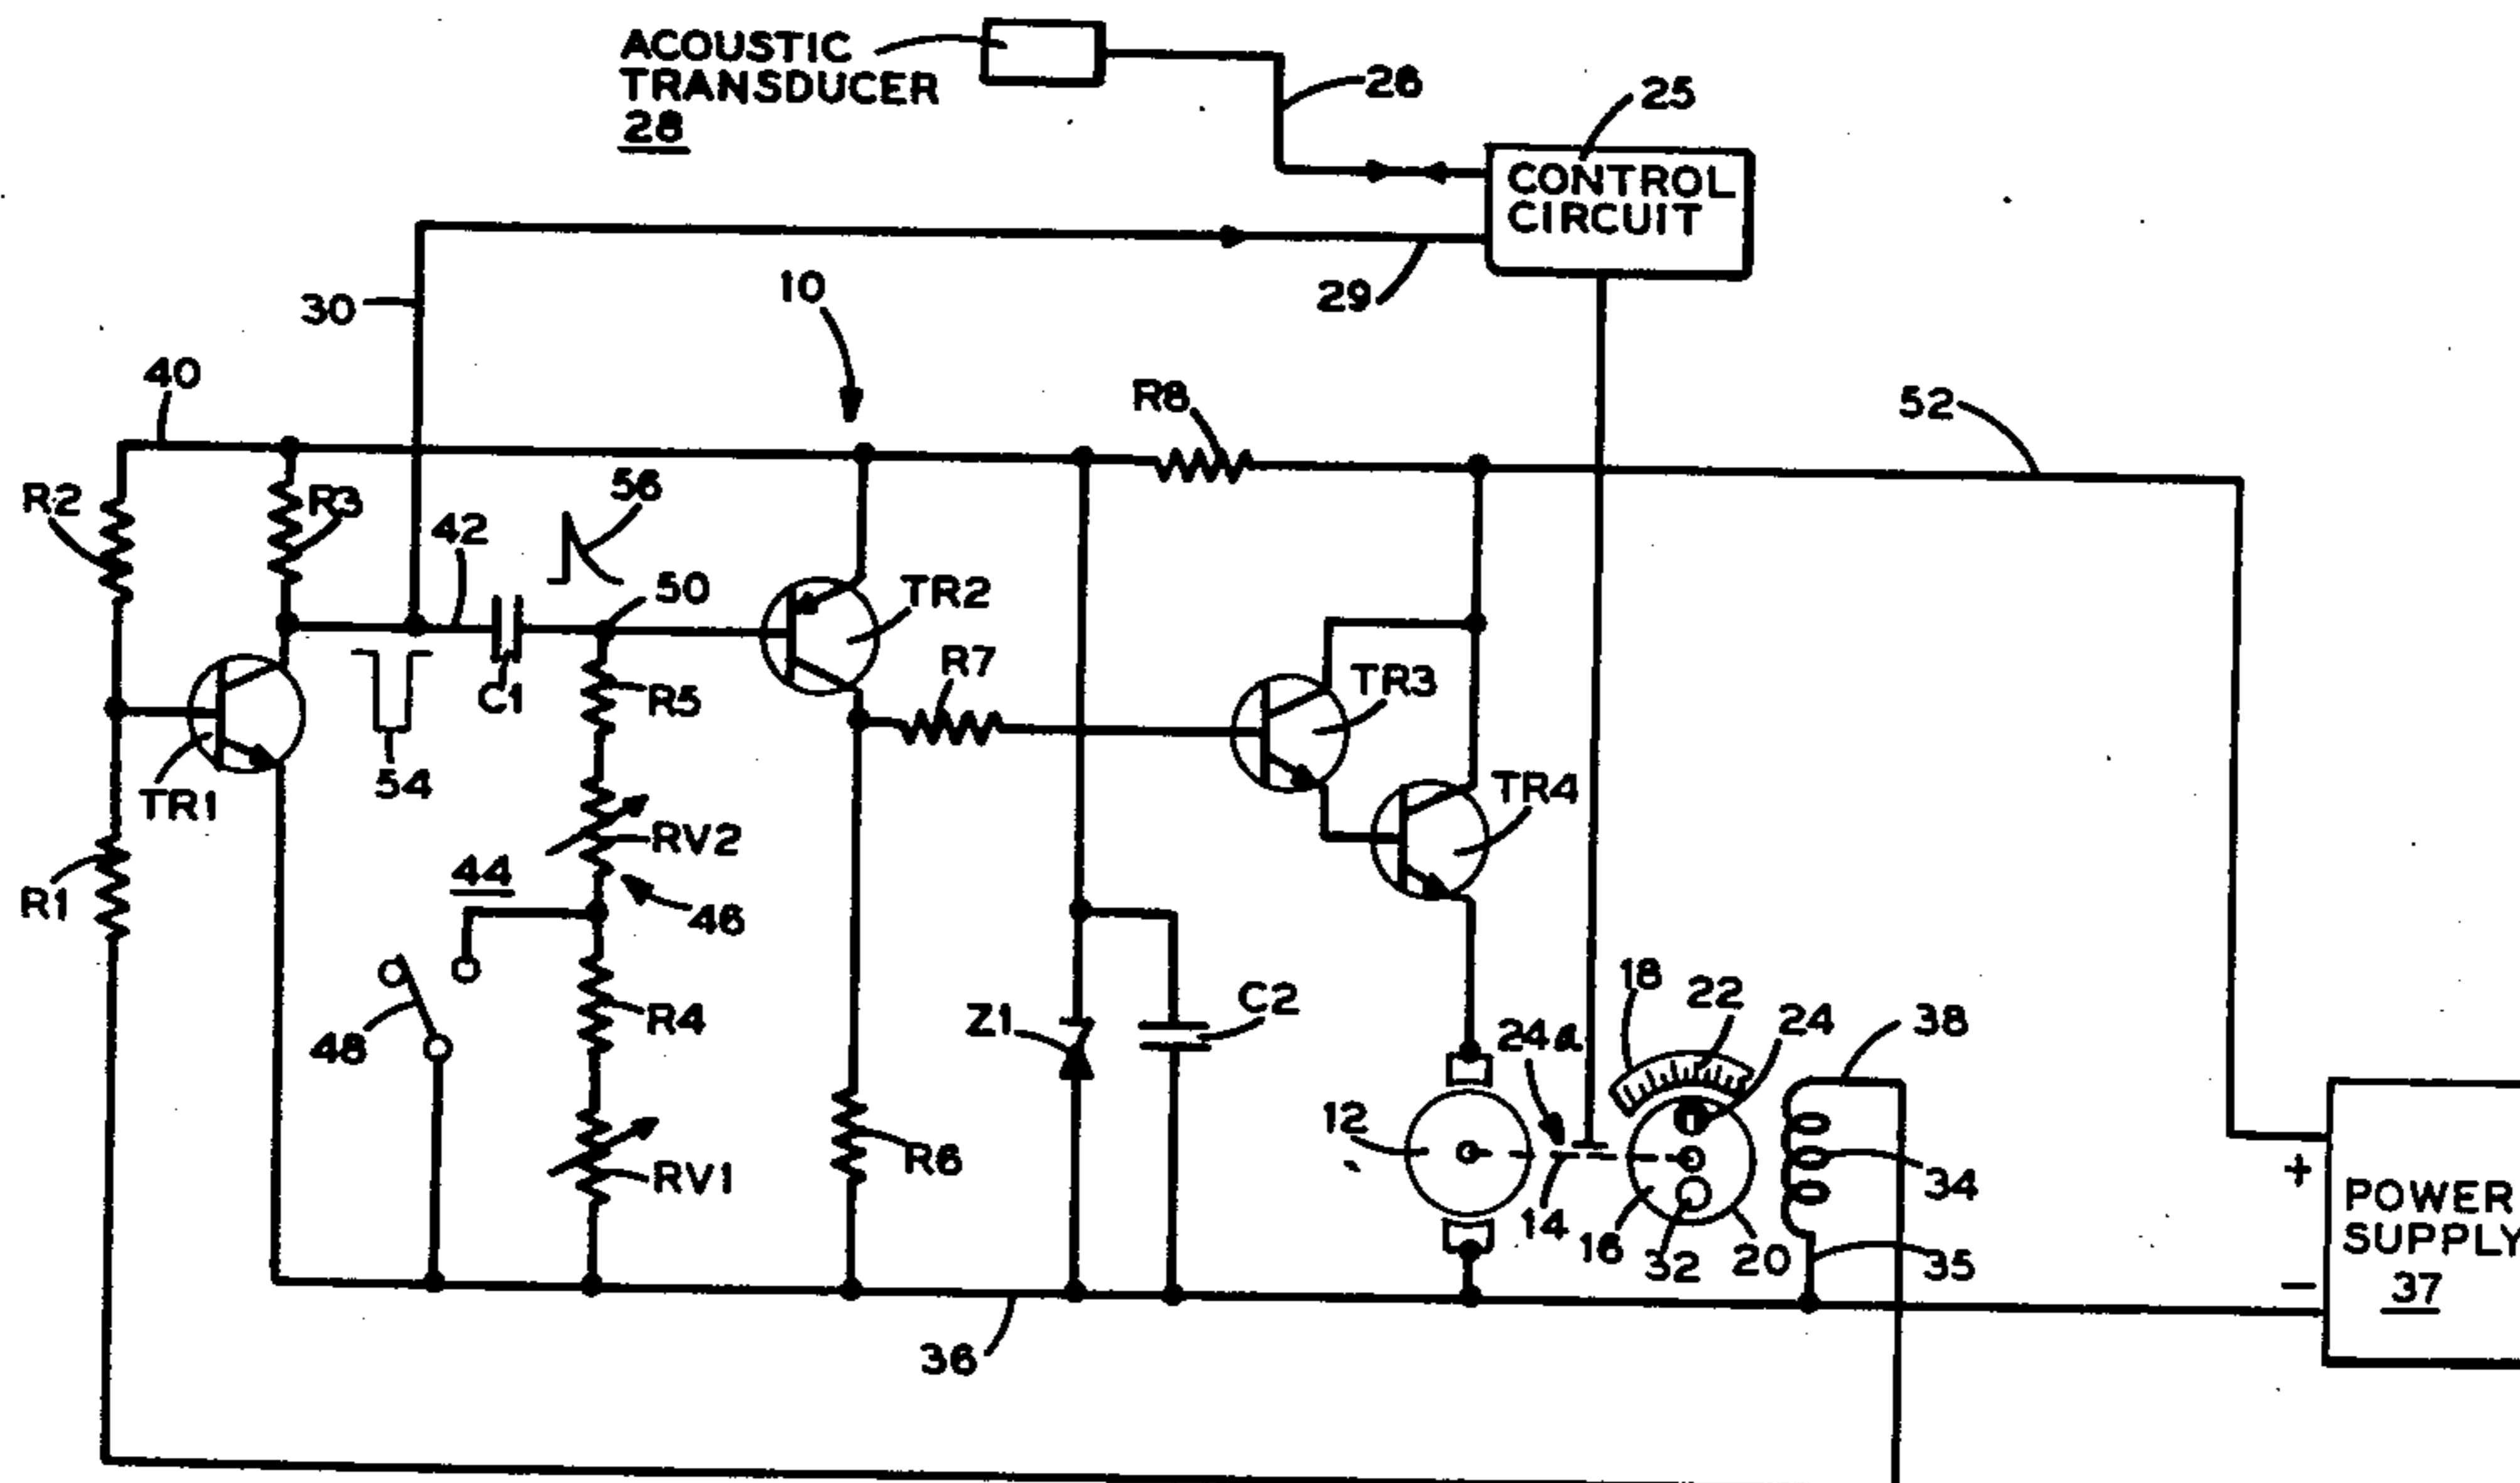 ACOUSTIC
TRANSDUCER
28
26
25
CONTROL
CIRCUIT
30
10
29
40
R8
52
R2
R3
42
56
50
TR2
R7
TR3
C1
R5
54
TR1
TR4
RV2
R1
44
46
48
R4
Z1
C2
18
22
24
38
24a
12
RV1
R6
14
16
32
20
34
35
+
POWER
SUPPLY
37
−
36